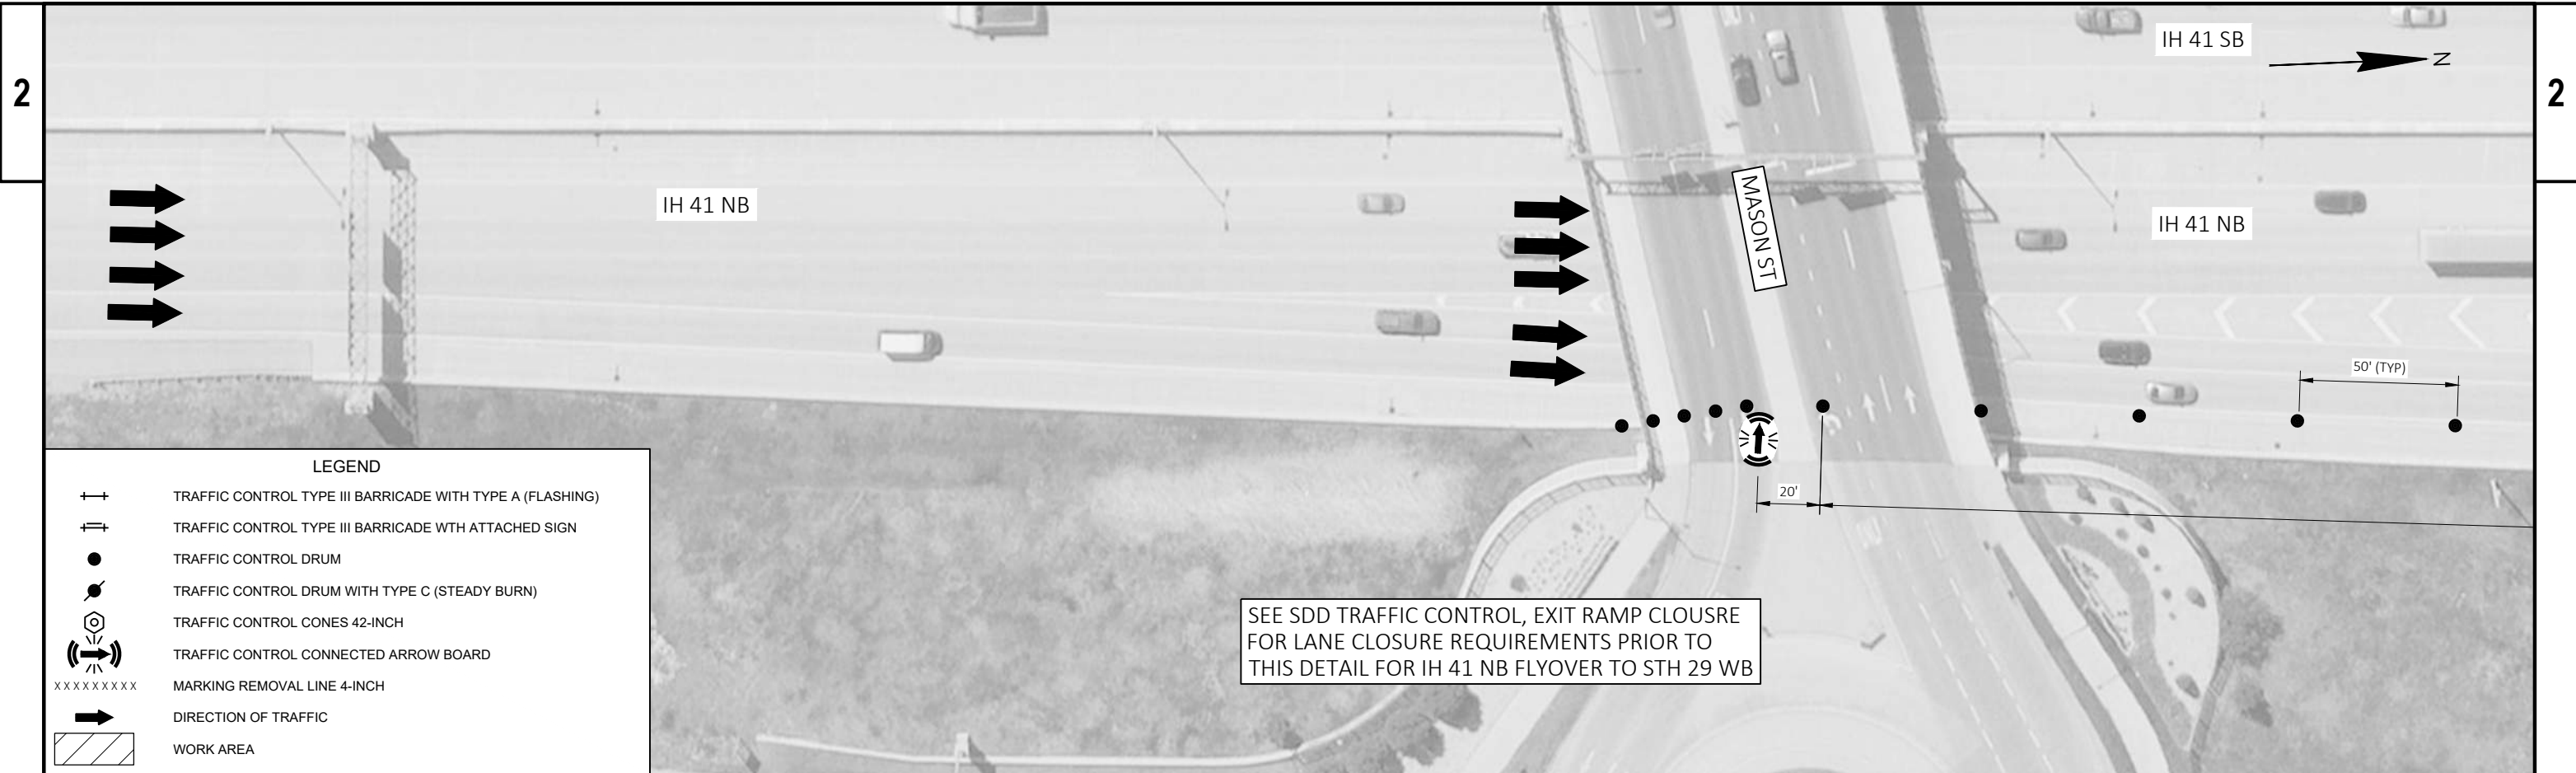 2
2
IH 41 SB
N
IH 41 NB
MASON ST
IH 41 NB
50' (TYP)
20'
LEGEND
TRAFFIC CONTROL TYPE III BARRICADE WITH TYPE A (FLASHING)
TRAFFIC CONTROL TYPE III BARRICADE WTH ATTACHED SIGN
TRAFFIC CONTROL DRUM
TRAFFIC CONTROL DRUM WITH TYPE C (STEADY BURN)
TRAFFIC CONTROL CONES 42-INCH
TRAFFIC CONTROL CONNECTED ARROW BOARD
XXXXXXXXX MARKING REMOVAL LINE 4-INCH
DIRECTION OF TRAFFIC
WORK AREA
SEE SDD TRAFFIC CONTROL, EXIT RAMP CLOUSRE
FOR LANE CLOSURE REQUIREMENTS PRIOR TO
THIS DETAIL FOR IH 41 NB FLYOVER TO STH 29 WB